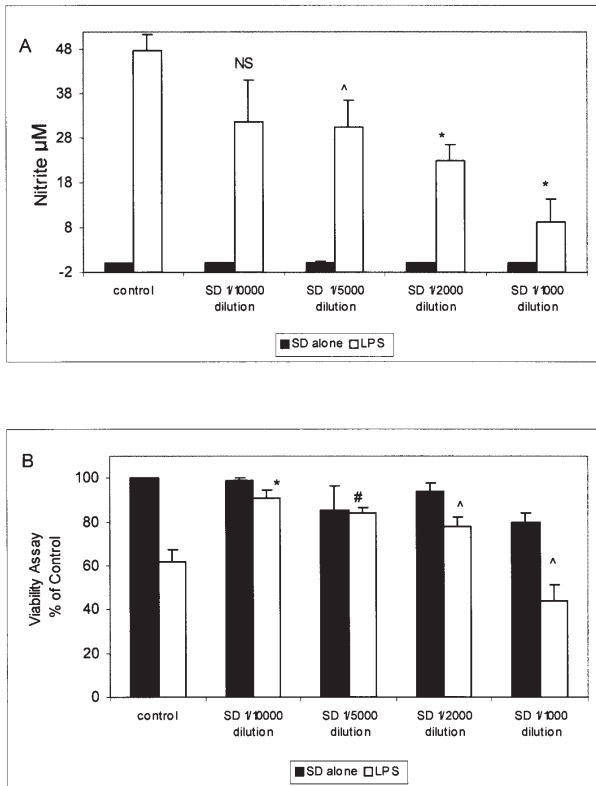 A
48
38
28
18
8
-2
Nitrite µM
NS
^
*
*
control
SD 1/10000
dilution
SD 1/5000
dilution
SD 1/2000
dilution
SD 1/1000
dilution
SD alone LPS
B
100
80
60
40
20
0
Viability Assay
% of Control
*
#
^
^
control
SD 1/10000
dilution
SD 1/5000
dilution
SD 1/2000
dilution
SD 1/1000
dilution
SD alone LPS